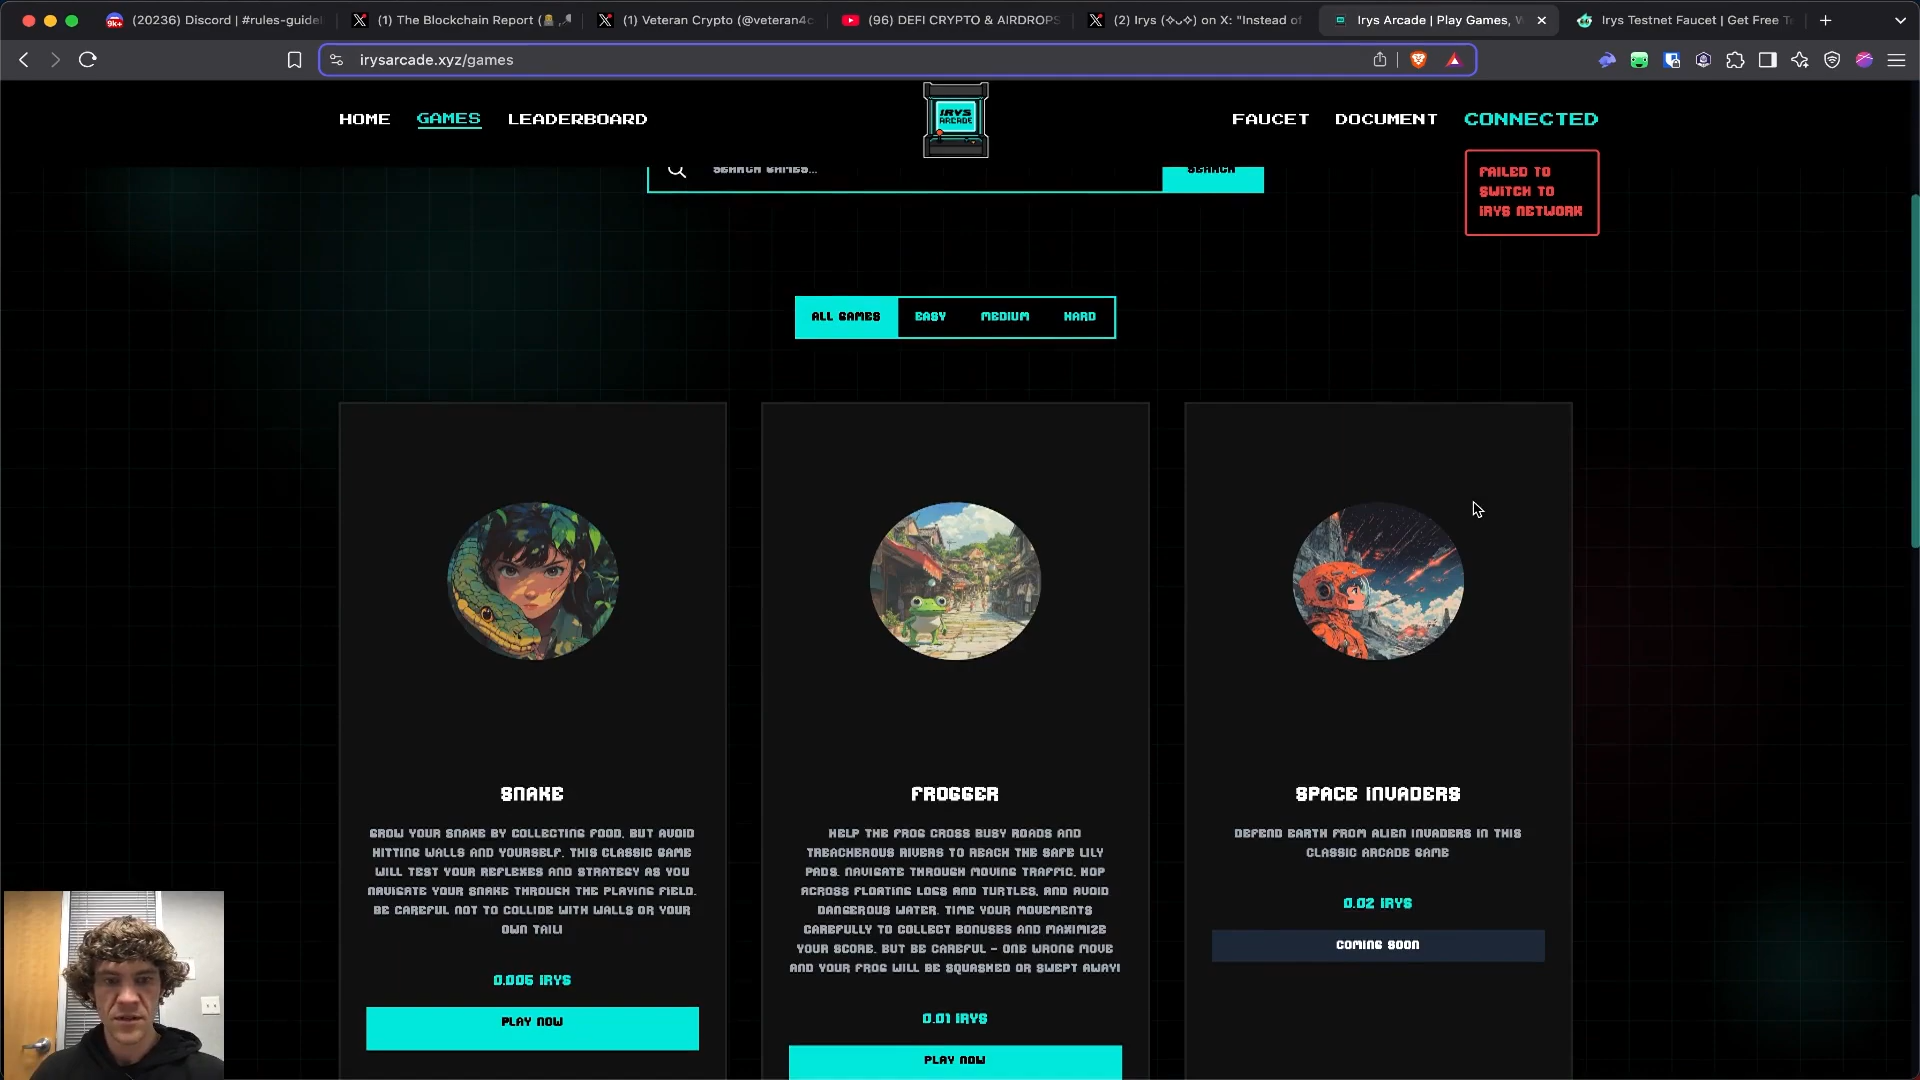 (20236) Discord | #rules-guidel
(1) The Blockchain Report (
(1) Veteran Crypto (@veteran4c
(96) DEFI CRYPTO & AIRDROPS
(2) Irys (✧ᴗ✧) on X: "Instead of
Irys Arcade | Play Games, W
Irys Testnet Faucet | Get Free Te
irysarcade.xyz/games
HOME
GAMES
LEADERBOARD
IRYS
ARCADE
FAUCET
DOCUMENT
CONNECTED
FAILED TO
SWITCH TO
IRYS NETWORK
SEARCH GAMES...
SEARCH
ALL GAMES
EASY
MEDIUM
HARD
SNAKE
GROW YOUR SNAKE BY COLLECTING FOOD, BUT AVOID
HITTING WALLS AND YOURSELF. THIS CLASSIC GAME
WILL TEST YOUR REFLEXES AND STRATEGY AS YOU
NAVIGATE YOUR SNAKE THROUGH THE PLAYING FIELD.
BE CAREFUL NOT TO COLLIDE WITH WALLS OR YOUR
OWN TAIL!
0.005 IRYS
PLAY NOW
FROGGER
HELP THE FROG CROSS BUSY ROADS AND
TREACHEROUS RIVERS TO REACH THE SAFE LILY
PADS. NAVIGATE THROUGH MOVING TRAFFIC, HOP
ACROSS FLOATING LOGS AND TURTLES, AND AVOID
DANGEROUS WATER. TIME YOUR MOVEMENTS
CAREFULLY TO COLLECT BONUSES AND MAXIMIZE
YOUR SCORE. BUT BE CAREFUL - ONE WRONG MOVE
AND YOUR FROG WILL BE SQUASHED OR SWEPT AWAY!
0.01 IRYS
PLAY NOW
SPACE INVADERS
DEFEND EARTH FROM ALIEN INVADERS IN THIS
CLASSIC ARCADE GAME
0.02 IRYS
COMING SOON